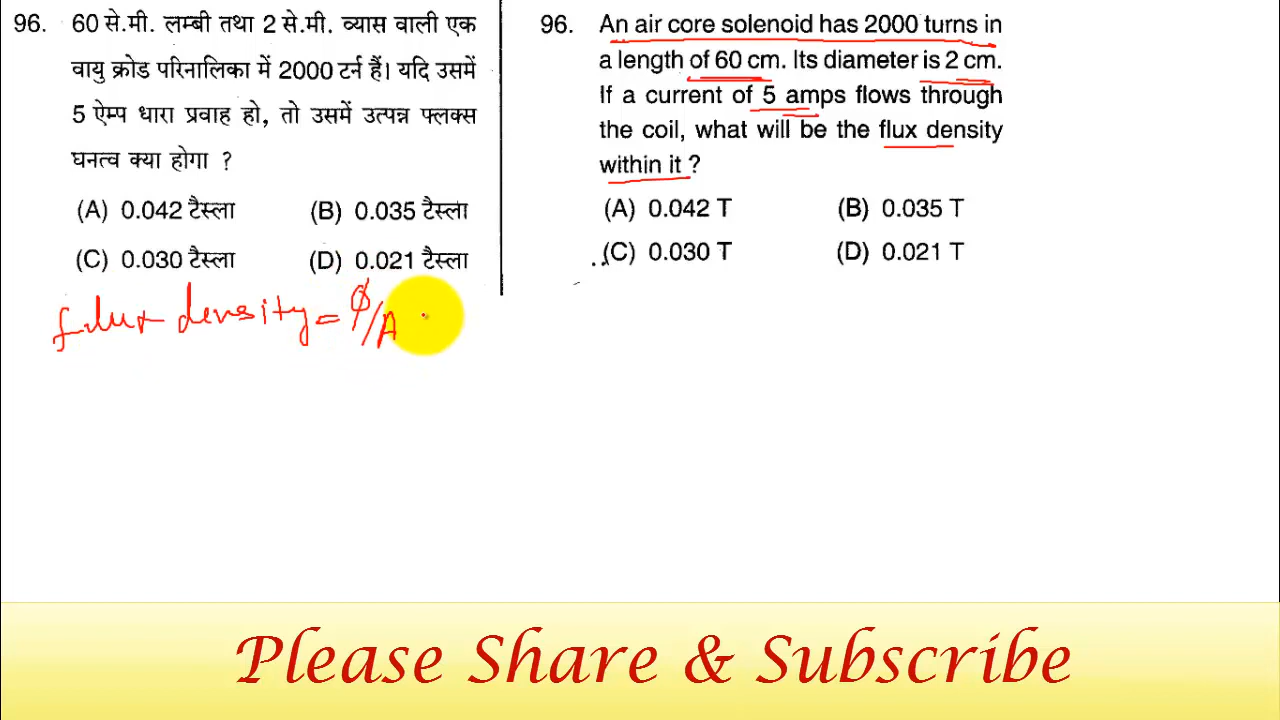 96. 60 से.मी. लम्बी तथा 2 से.मी. व्यास वाली एक
वायु क्रोड परिनालिका में 2000 टर्न हैं। यदि उसमें
5 ऐम्प धारा प्रवाह हो, तो उसमें उत्पन्न फ्लक्स
घनत्व क्या होगा ?
(A) 0.042 टैस्ला (B) 0.035 टैस्ला
(C) 0.030 टैस्ला (D) 0.021 टैस्ला
flux density = φ/A
96. An air core solenoid has 2000 turns in
a length of 60 cm. Its diameter is 2 cm.
If a current of 5 amps flows through
the coil, what will be the flux density
within it ?
(A) 0.042 T (B) 0.035 T
(C) 0.030 T (D) 0.021 T
Please Share & Subscribe